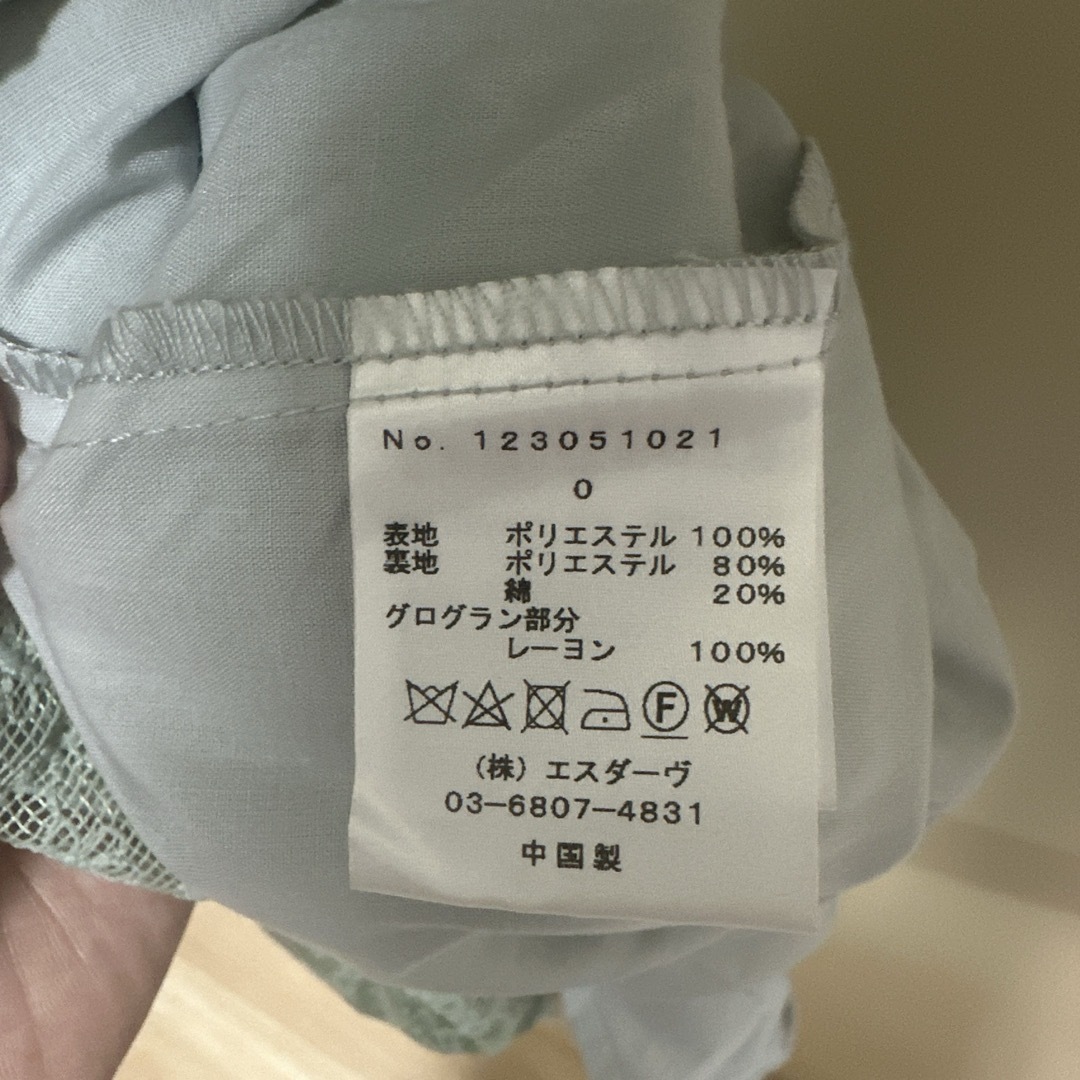 No. 123051021
0
表地 ポリエステル 100%
裏地 ポリエステル 80%
綿 20%
グログラン部分
レーヨン 100%
F W
(株) エスダーヴ
03-6807-4831
中国製